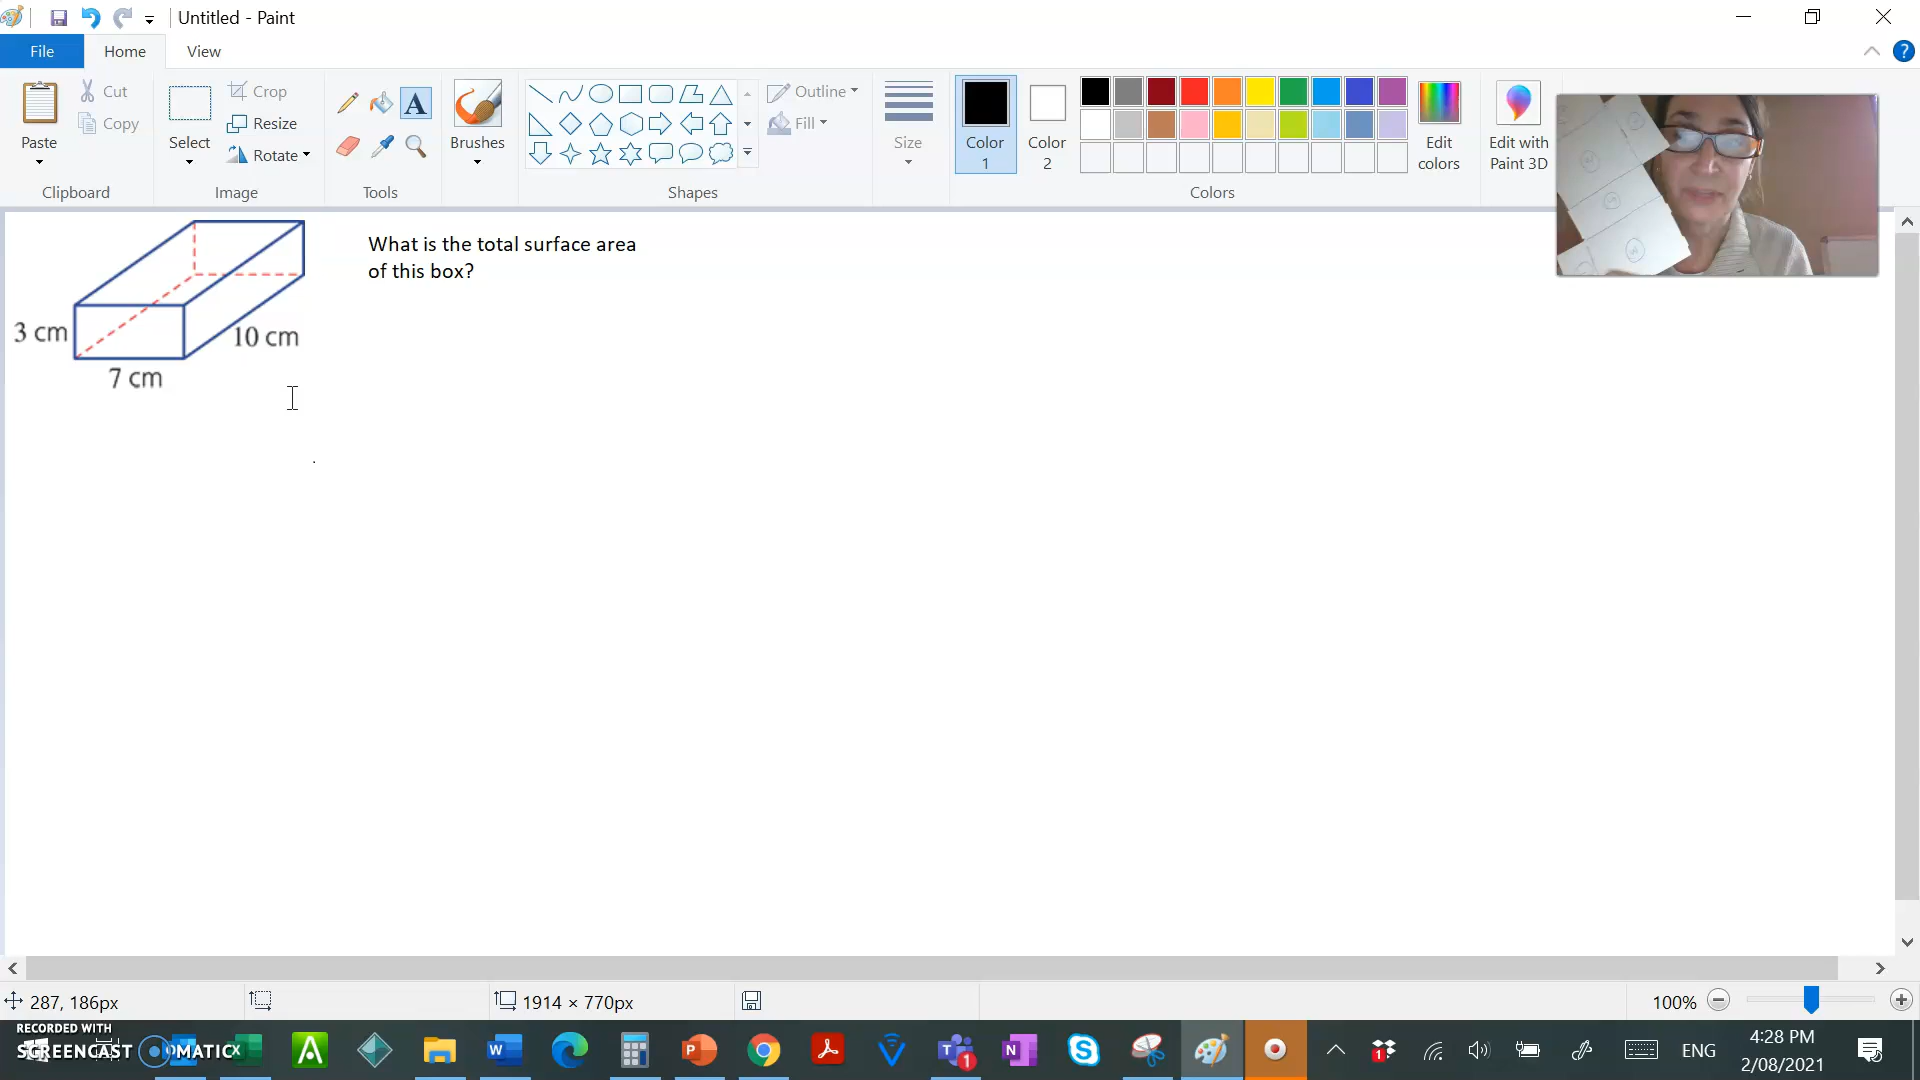 Untitled - Paint
File Home View
Paste Cut Copy Clipboard
Select Crop Resize Rotate Image
A Tools
Brushes
Shapes
Outline Fill
Size
Color 1 Color 2 Edit colors Colors
Edit with Paint 3D
?
What is the total surface area
of this box?
3 cm
10 cm
7 cm
287, 186px 1914 × 770px 100%
RECORDED WITH
SCREENCAST OMATIC
ENG
4:28 PM
2/08/2021